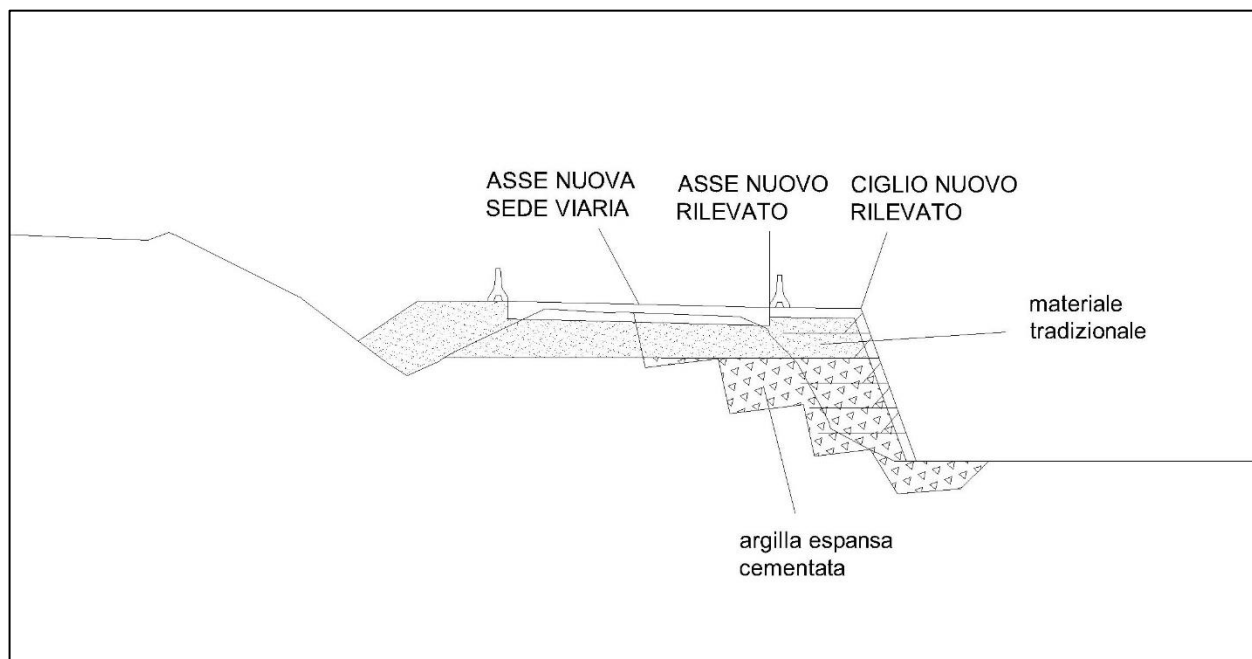 ASSE NUOVA
SEDE VIARIA
ASSE NUOVO
RILEVATO
CIGLIO NUOVO
RILEVATO
materiale
tradizionale
argilla espansa
cementata